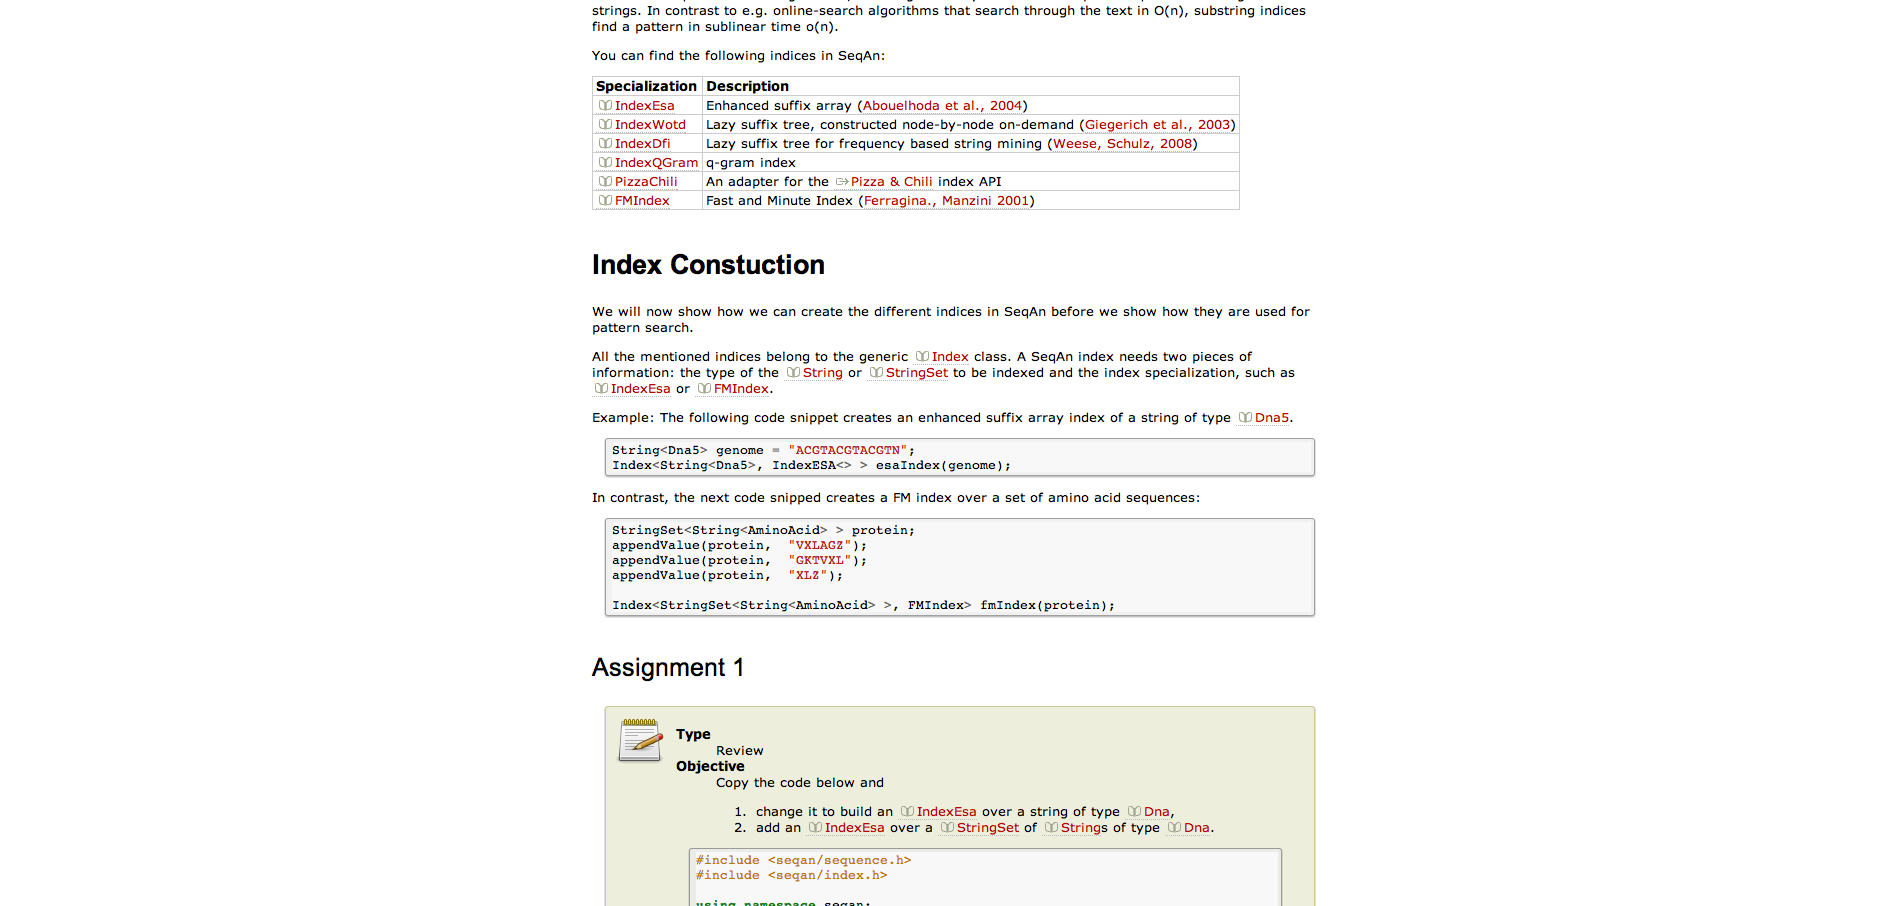 strings. In contrast to e.g. online-search algorithms that search through the text in O(n), substring indices
find a pattern in sublinear time o(n).
You can find the following indices in SeqAn:
Specialization Description
IndexEsa Enhanced suffix array (Abouelhoda et al., 2004)
IndexWotd Lazy suffix tree, constructed node-by-node on-demand (Giegerich et al., 2003)
IndexDfi Lazy suffix tree for frequency based string mining (Weese, Schulz, 2008)
IndexQGram q-gram index
PizzaChili An adapter for the Pizza & Chili index API
FMIndex Fast and Minute Index (Ferragina., Manzini 2001)
Index Constuction
We will now show how we can create the different indices in SeqAn before we show how they are used for
pattern search.
All the mentioned indices belong to the generic Index class. A SeqAn index needs two pieces of
information: the type of the String or StringSet to be indexed and the index specialization, such as
IndexEsa or FMIndex.
Example: The following code snippet creates an enhanced suffix array index of a string of type Dna5.
String<Dna5> genome = "ACGTACGTACGTN";
Index<String<Dna5>, IndexESA<> > esaIndex(genome);
In contrast, the next code snipped creates a FM index over a set of amino acid sequences:
StringSet<String<AminoAcid> > protein;
appendValue(protein, "VXLAGZ");
appendValue(protein, "GKTVXL");
appendValue(protein, "XLZ");
Index<StringSet<String<AminoAcid> >, FMIndex> fmIndex(protein);
Assignment 1
Type
Review
Objective
Copy the code below and
1. change it to build an IndexEsa over a string of type Dna,
2. add an IndexEsa over a StringSet of Strings of type Dna.
#include <seqan/sequence.h>
#include <seqan/index.h>
using namespace seqan;